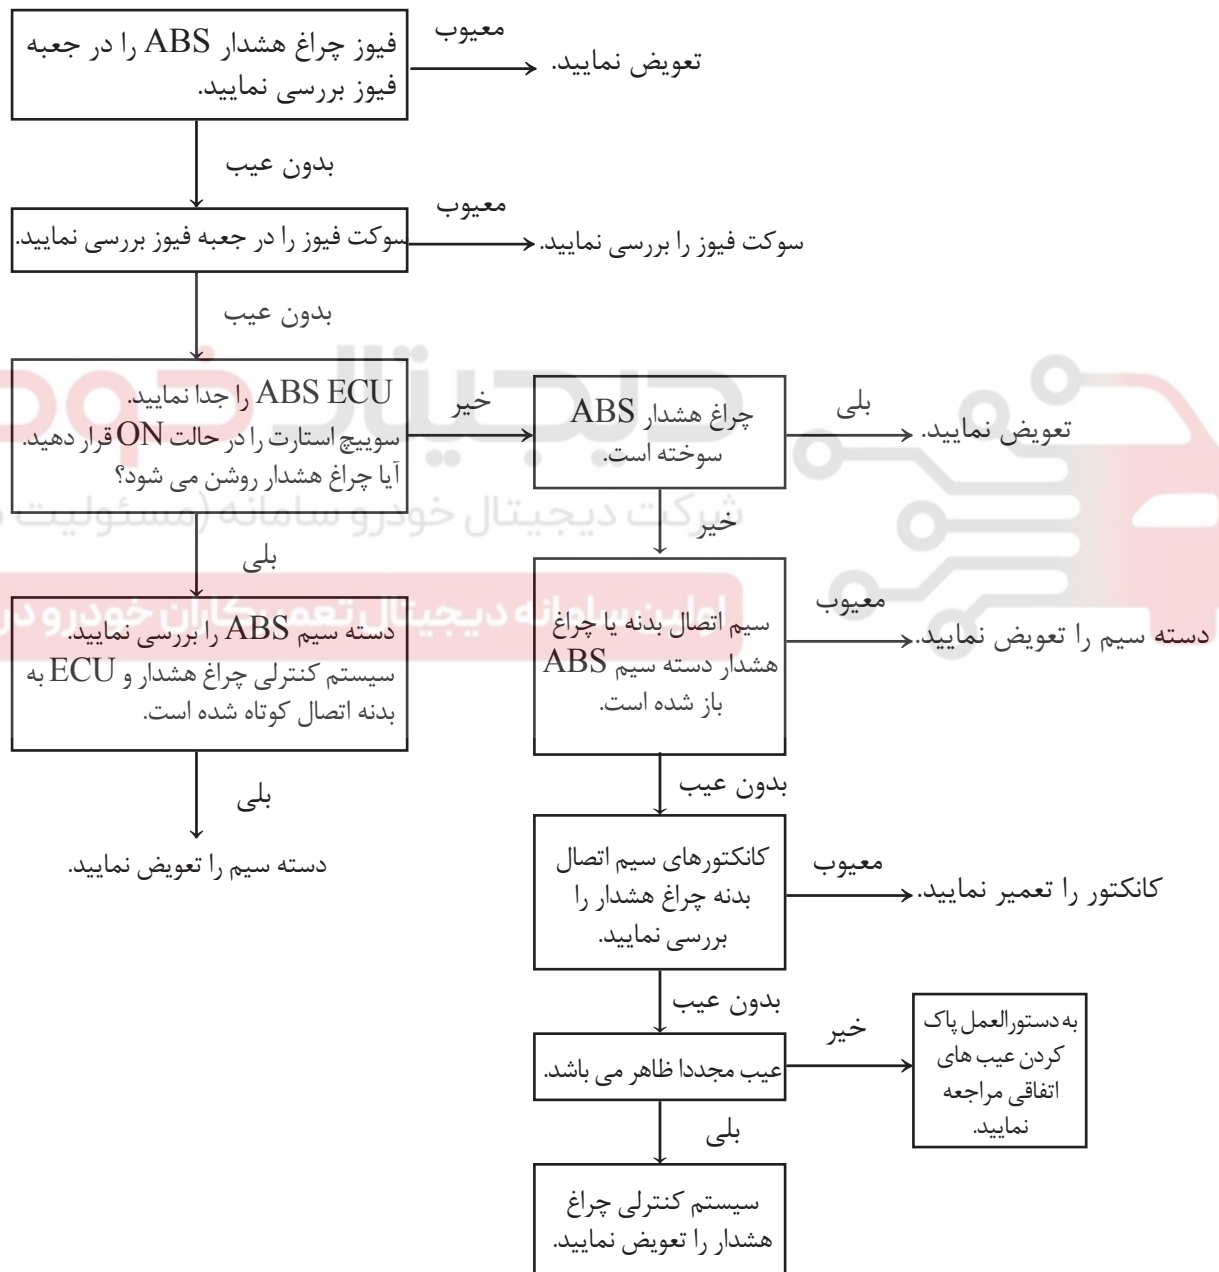 فیوز چراغ هشدار ABS را در جعبه
فیوز بررسی نمایید.
معیوب
تعویض نمایید.
بدون عیب
سوکت فیوز را در جعبه فیوز بررسی نمایید.
معیوب
سوکت فیوز را بررسی نمایید.
بدون عیب
ABS ECU را جدا نمایید.
سوییچ استارت را در حالت ON قرار دهید.
آیا چراغ هشدار روشن می شود؟
خیر
چراغ هشدار ABS
سوخته است.
بلی
تعویض نمایید.
خیر
بلی
دسته سیم ABS را بررسی نمایید.
سیستم کنترلی چراغ هشدار و ECU به
بدنه اتصال کوتاه شده است.
بلی
دسته سیم را تعویض نمایید.
سیم اتصال بدنه یا چراغ
هشدار دسته سیم ABS
باز شده است.
معیوب
دسته سیم را تعویض نمایید.
بدون عیب
کانکتورهای سیم اتصال
بدنه چراغ هشدار را
بررسی نمایید.
معیوب
کانکتور را تعمیر نمایید.
بدون عیب
عیب مجددا ظاهر می باشد.
خیر
به دستورالعمل پاک
کردن عیب های
اتفاقی مراجعه
نمایید.
بلی
سیستم کنترلی چراغ
هشدار را تعویض نمایید.
دیجیتال خودرو
شرکت دیجیتال خودرو سامانه (مسئولیت
اولین سامانه دیجیتال تعمیرکاران خودرو در